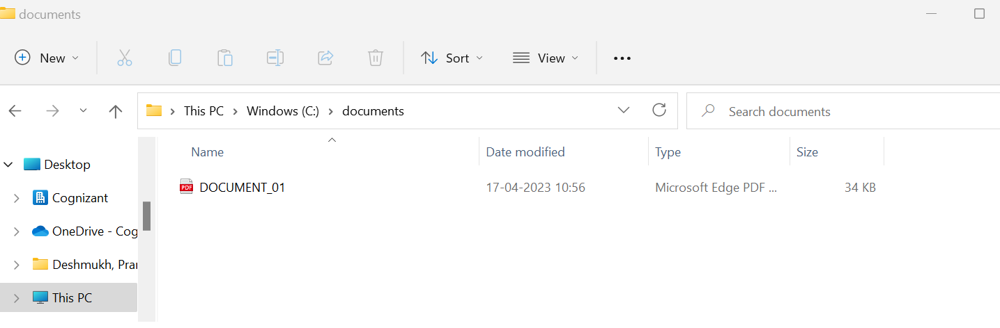 documents
New
Sort
View
This PC
Windows (C:)
documents
Search documents
Name
Date modified
Type
Size
Desktop
Cognizant
OneDrive - Cog
Deshmukh, Pra
This PC
PDF
DOCUMENT_01
17-04-2023 10:56
Microsoft Edge PDF ...
34 KB